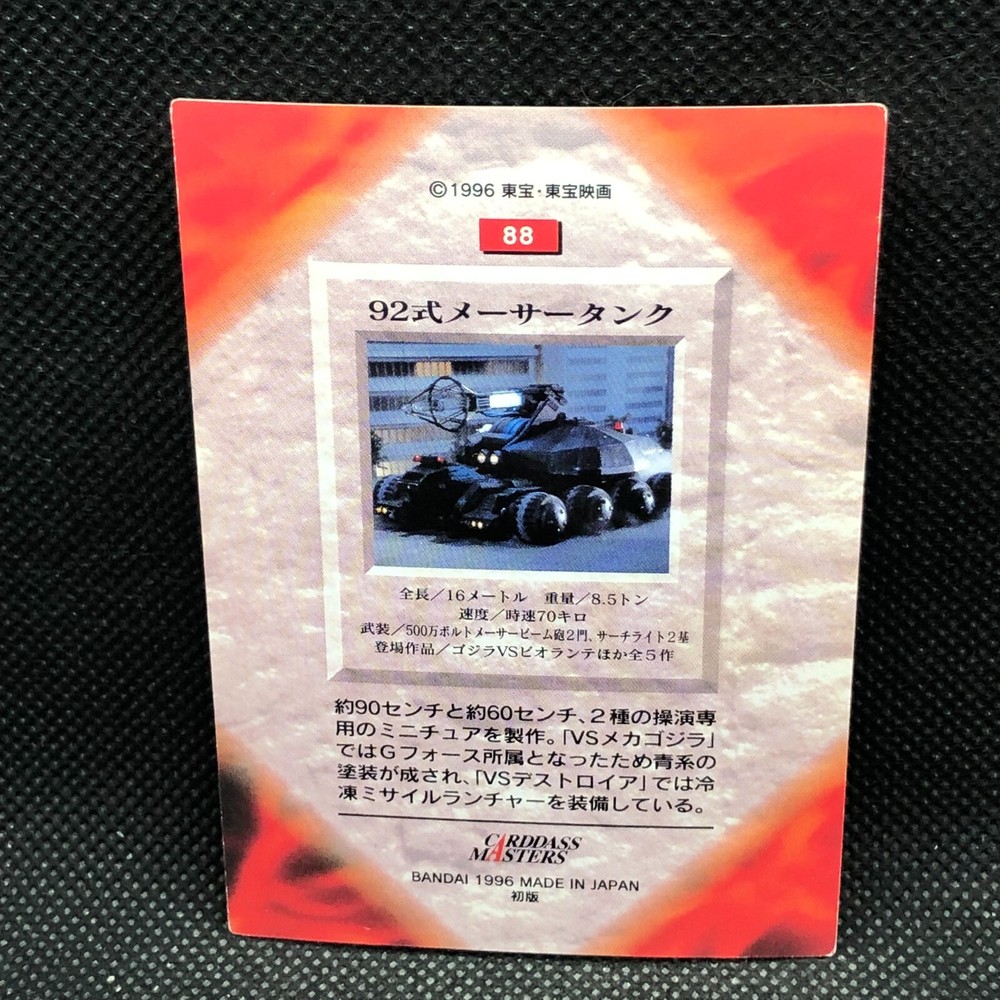 ©1996 東宝・東宝映画
88
92式メーサータンク
全長／16メートル　重量／8.5トン
速度／時速70キロ
武装／500万ボルトメーサービーム砲2門、サーチライト2基
登場作品／ゴジラVSビオランテほか全5作
約90センチと約60センチ、2種の操演専
用のミニチュアを製作。「VSメカゴジラ」
ではGフォース所属となったため青系の
塗装が成され、「VSデストロイア」では冷
凍ミサイルランチャーを装備している。
CARDDASS
MASTERS
BANDAI 1996 MADE IN JAPAN
初版